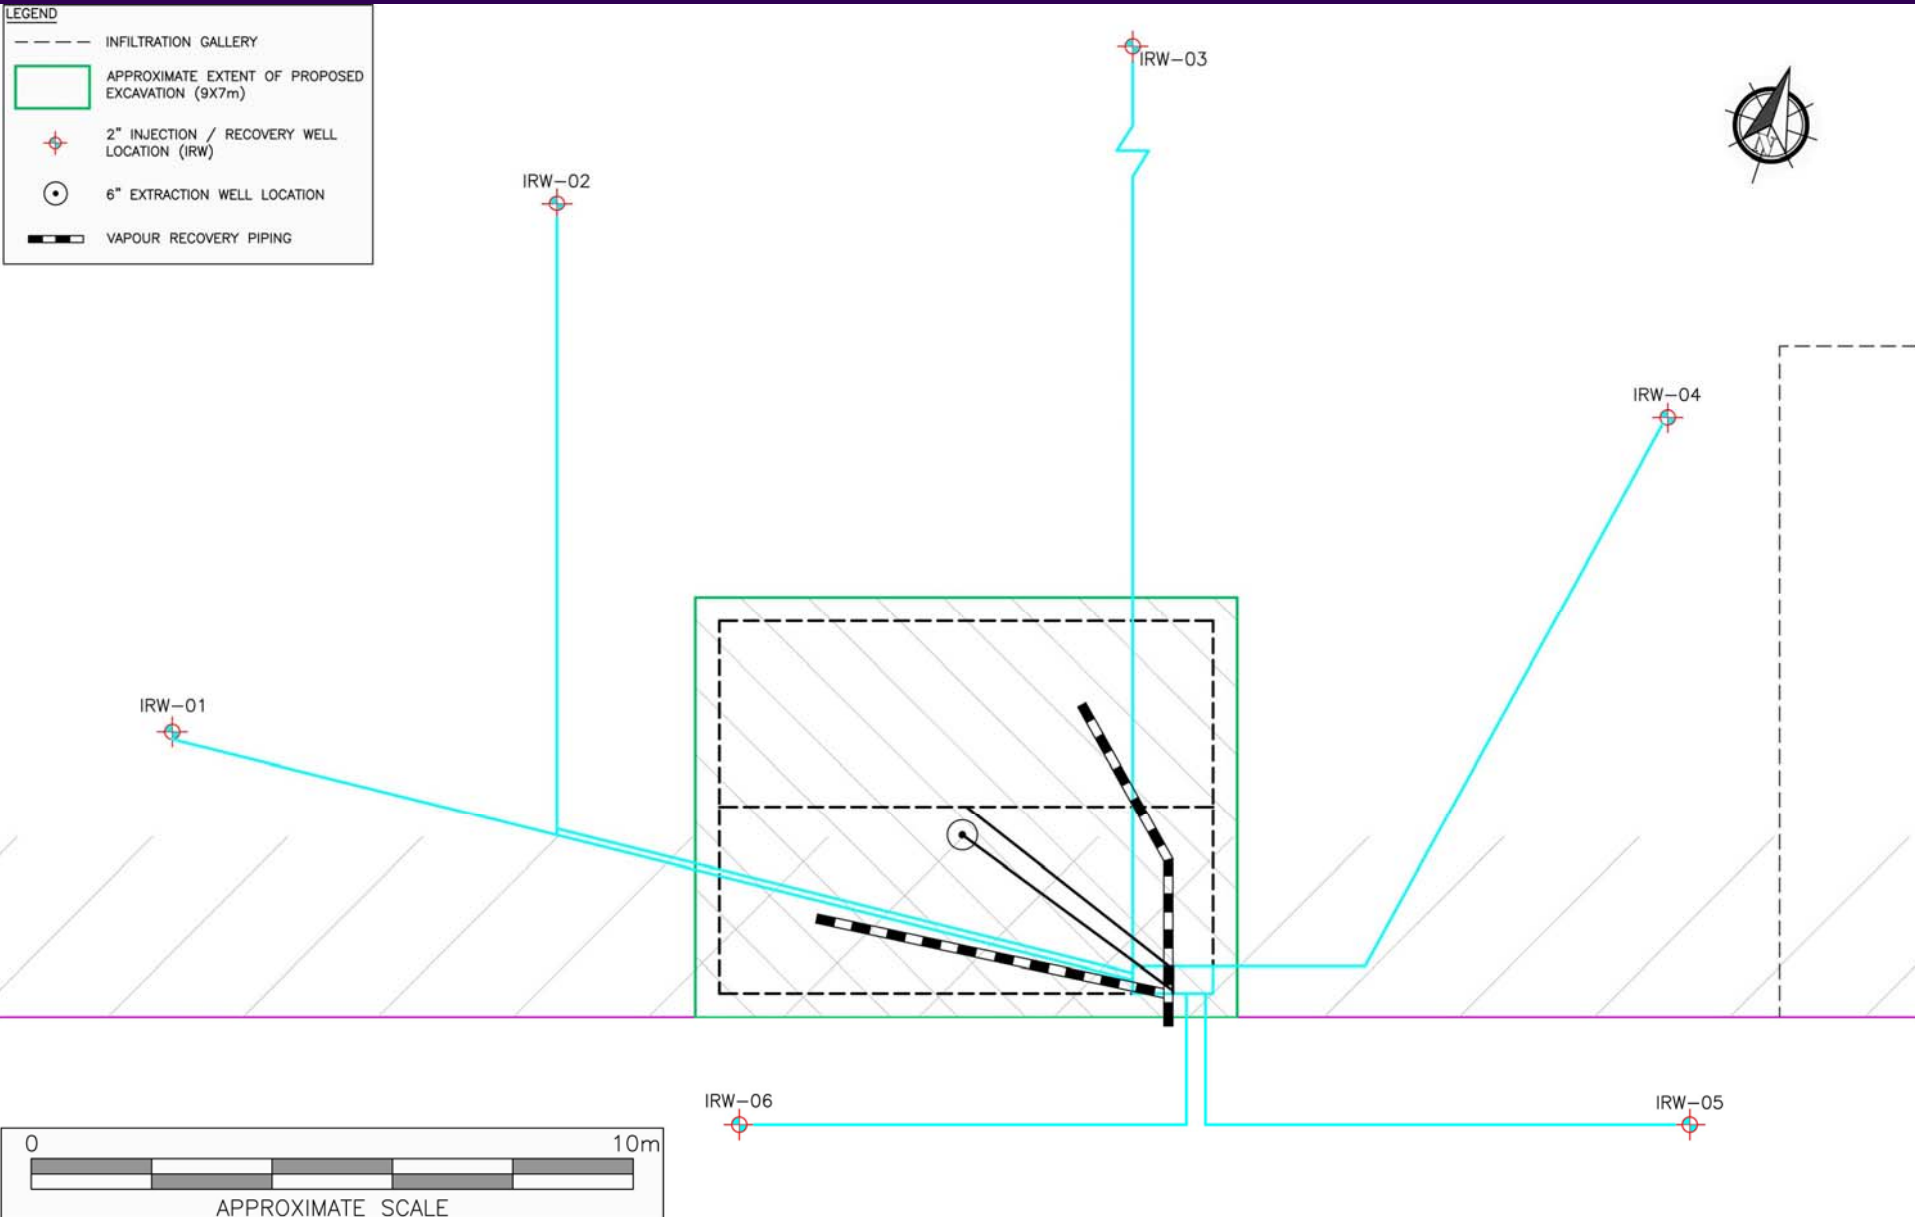 LEGEND
INFILTRATION GALLERY
APPROXIMATE EXTENT OF PROPOSED
EXCAVATION (9X7m)
2" INJECTION / RECOVERY WELL
LOCATION (IRW)
6" EXTRACTION WELL LOCATION
VAPOUR RECOVERY PIPING
IRW-03
IRW-02
IRW-04
IRW-01
IRW-06
IRW-05
0 10m
APPROXIMATE SCALE